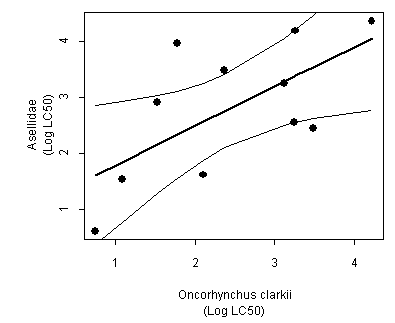 4
3
2
1
Asellidae
(Log LC50)
1 2 3 4
Oncorhynchus clarkii
(Log LC50)